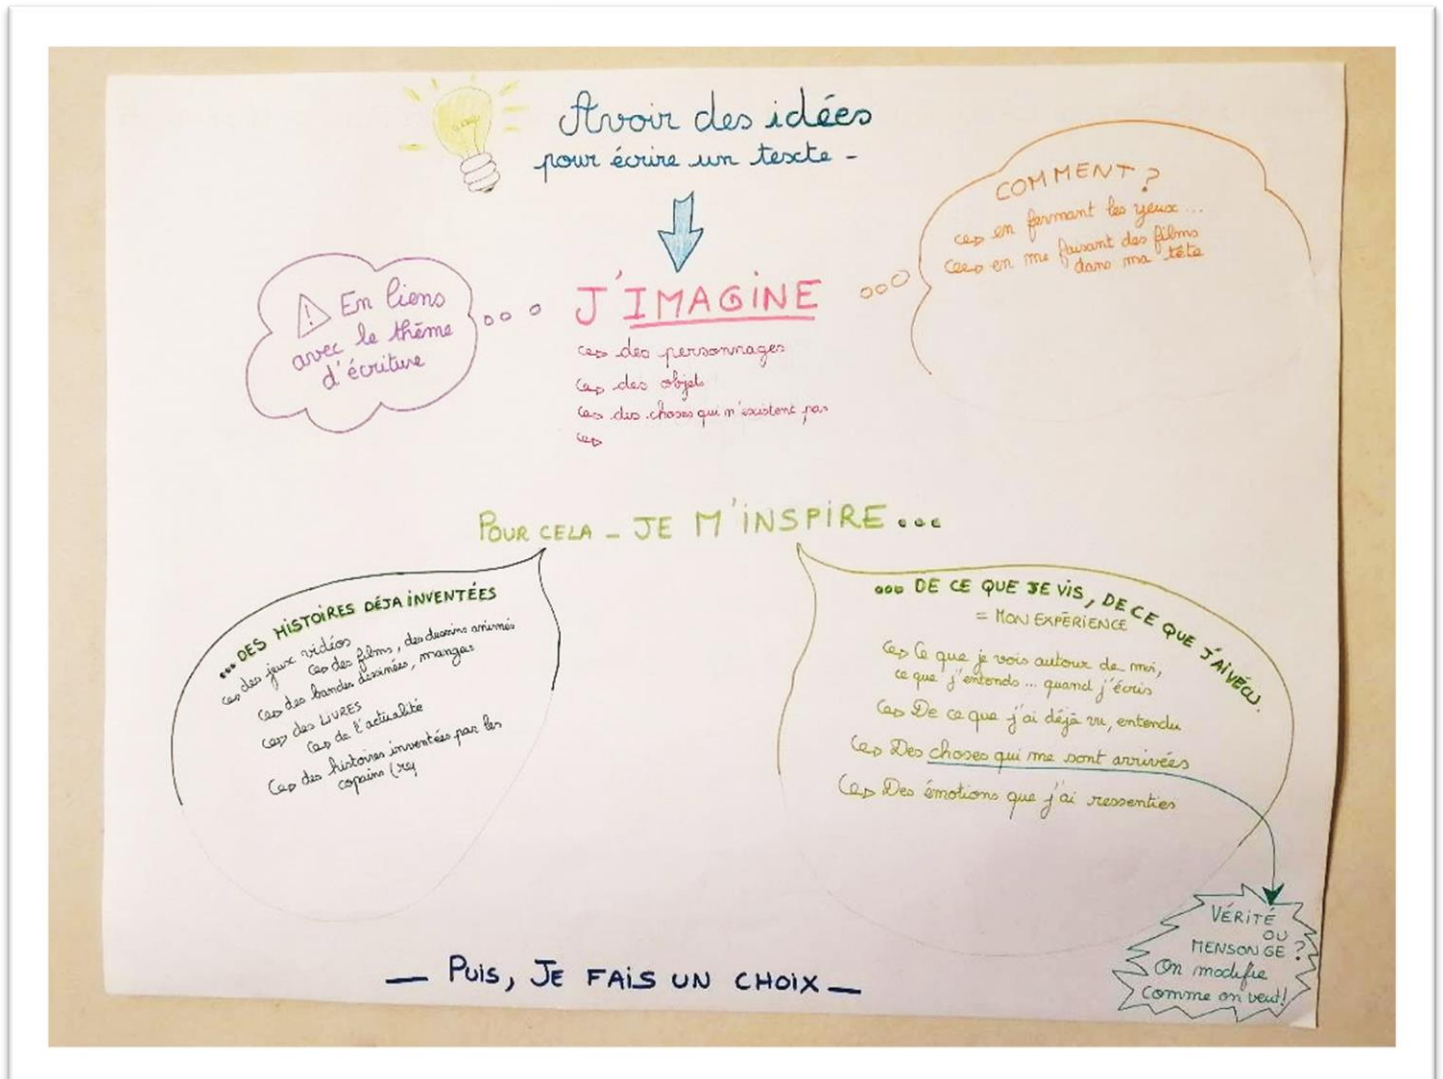 Avoir des idées
pour écrire un texte -
COMMENT ?
en fermant les yeux ...
en me faisant des films
dans ma tête
! En liens
avec le thème
d'écriture
J'IMAGINE
des personnages
des objets
des choses qui n'existent pas
POUR CELA - JE M'INSPIRE ...
... DES HISTOIRES DÉJA INVENTÉES
des jeux vidéos
des films, des dessins animés
des bandes dessinées, mangas
des LIVRES
de l'actualité
des histoires inventées par les
copains (
... DE CE QUE JE VIS, DE CE QUE J'AI VÉCU.
= MON EXPÉRIENCE
Ce que je vois autour de moi,
ce que j'entends ... quand j'écris
De ce que j'ai déjà vu, entendu
Des choses qui me sont arrivées
Des émotions que j'ai ressenties
VÉRITÉ
OU
MENSONGE ?
On modifie
comme on veut !
— PUIS, JE FAIS UN CHOIX —